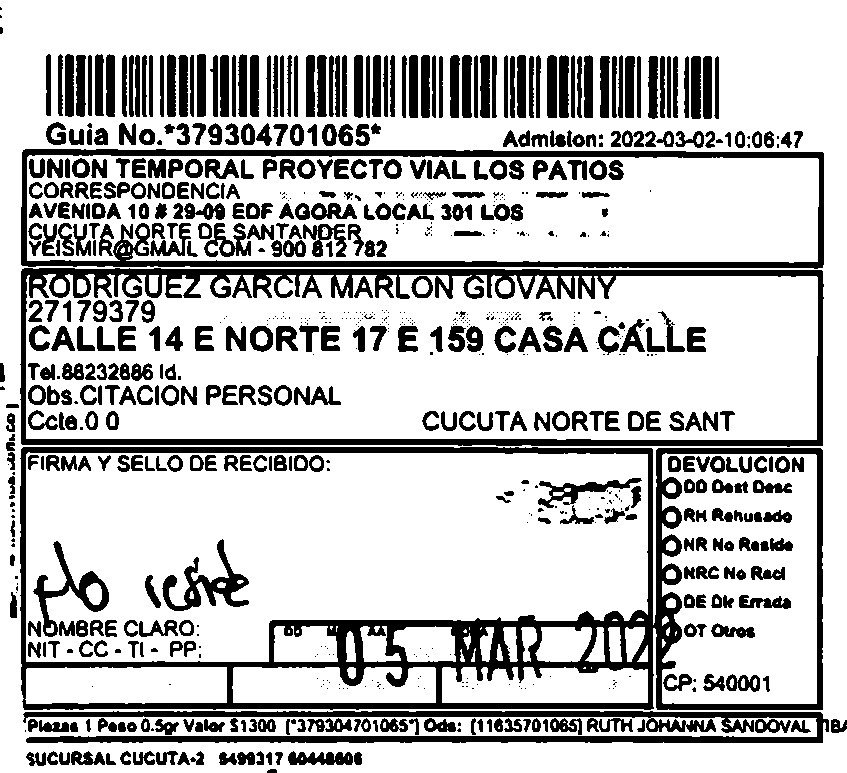 Guia No.*379304701065*
Admision: 2022-03-02-10:06:47
UNION TEMPORAL PROYECTO VIAL LOS PATIOS
CORRESPONDENCIA
AVENIDA 10 # 29-09 EDF AGORA LOCAL 301 LOS
CUCUTA NORTE DE SANTANDER
YEISMIR@GMAIL COM - 900 812 782
RODRIGUEZ GARCIA MARLON GIOVANNY
27179379
CALLE 14 E NORTE 17 E 159 CASA CALLE
Tel.88232886 Id.
Obs.CITACION PERSONAL
Ccte.0 0 CUCUTA NORTE DE SANT
FIRMA Y SELLO DE RECIBIDO:
No reside
NOMBRE CLARO:
NIT - CC - TI - PP:
DD AA
05 MAR 2022
DEVOLUCION
DD Dest Desc
RH Rehusado
NR No Reside
NRC No Recl
DE Dir Errada
OT Otros
CP: 540001
Piezas 1 Peso 0.5gr Valor $1300 (*379304701065*) Ods: (11635701065) RUTH JOHANNA SANDOVAL
SUCURSAL CUCUTA-2 5499317 60448606